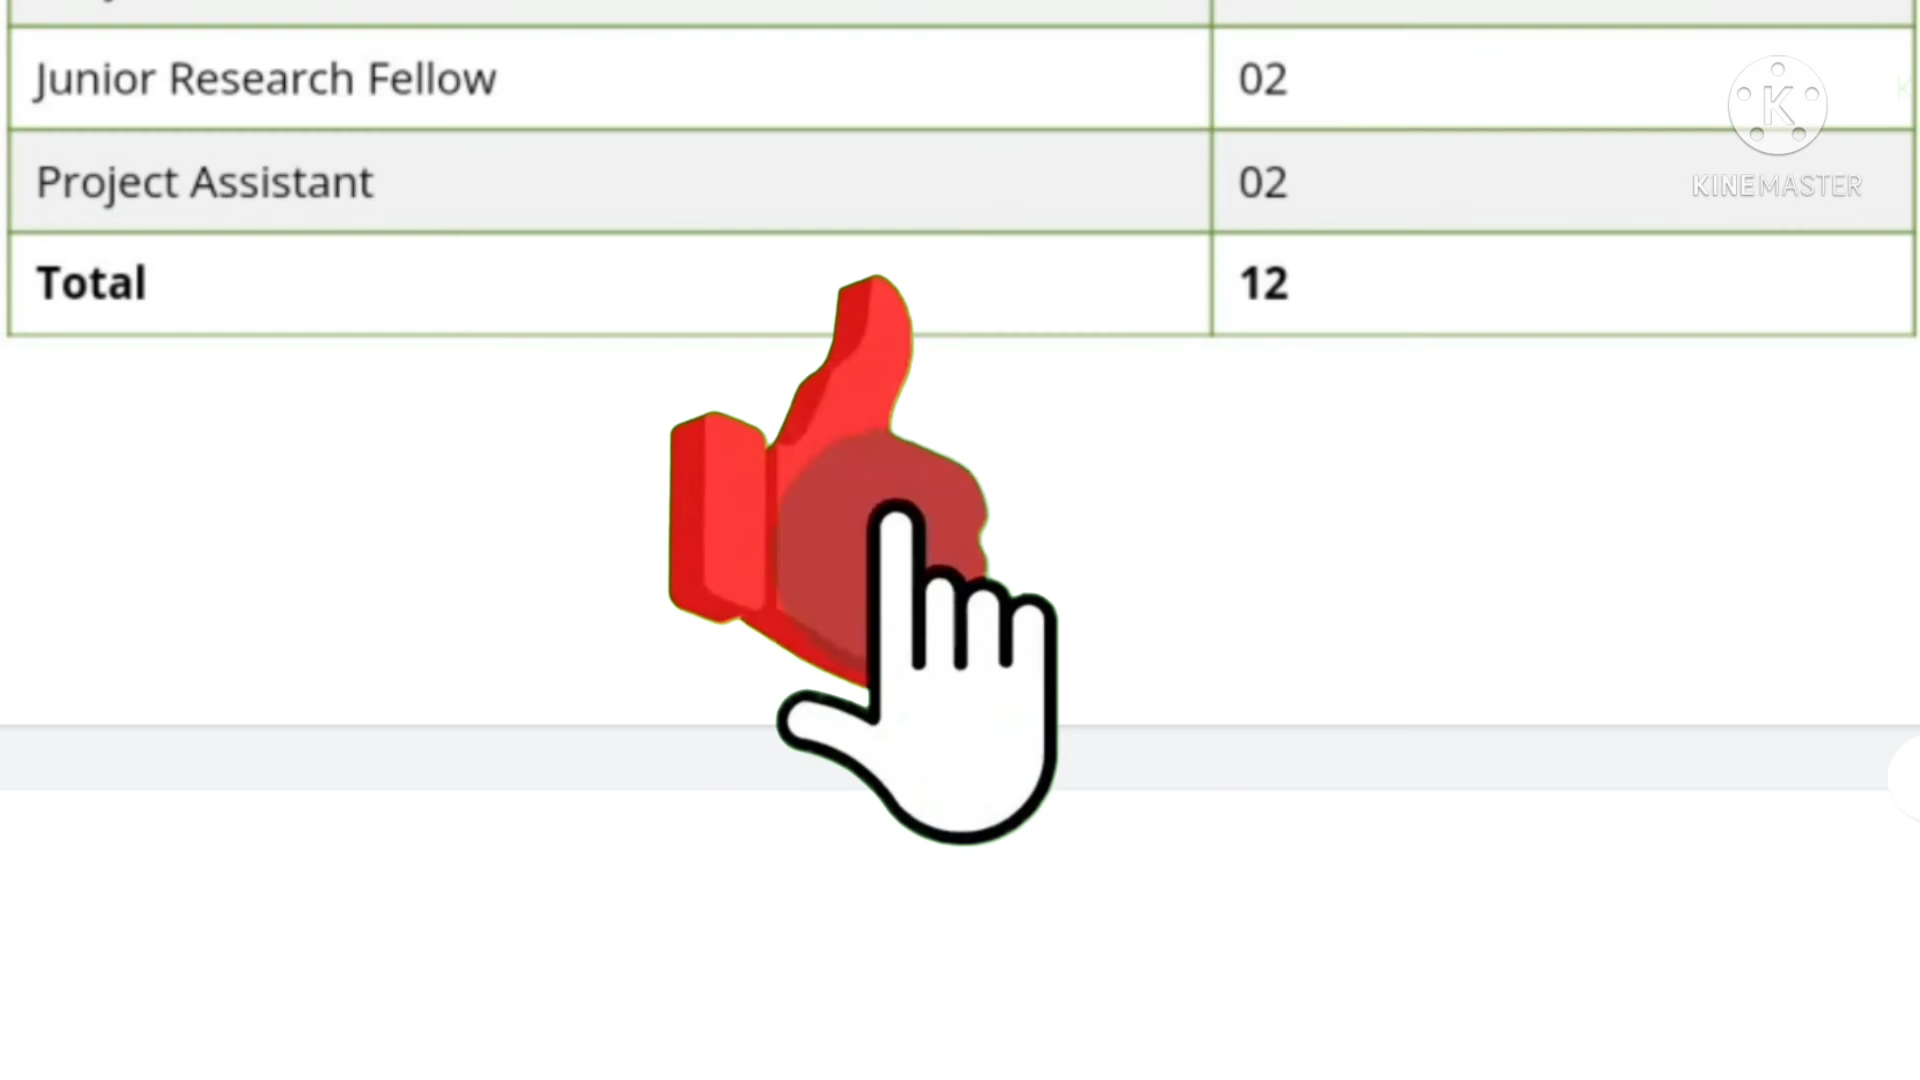 Junior Research Fellow 02
Project Assistant 02
Total 12
K
KINEMASTER